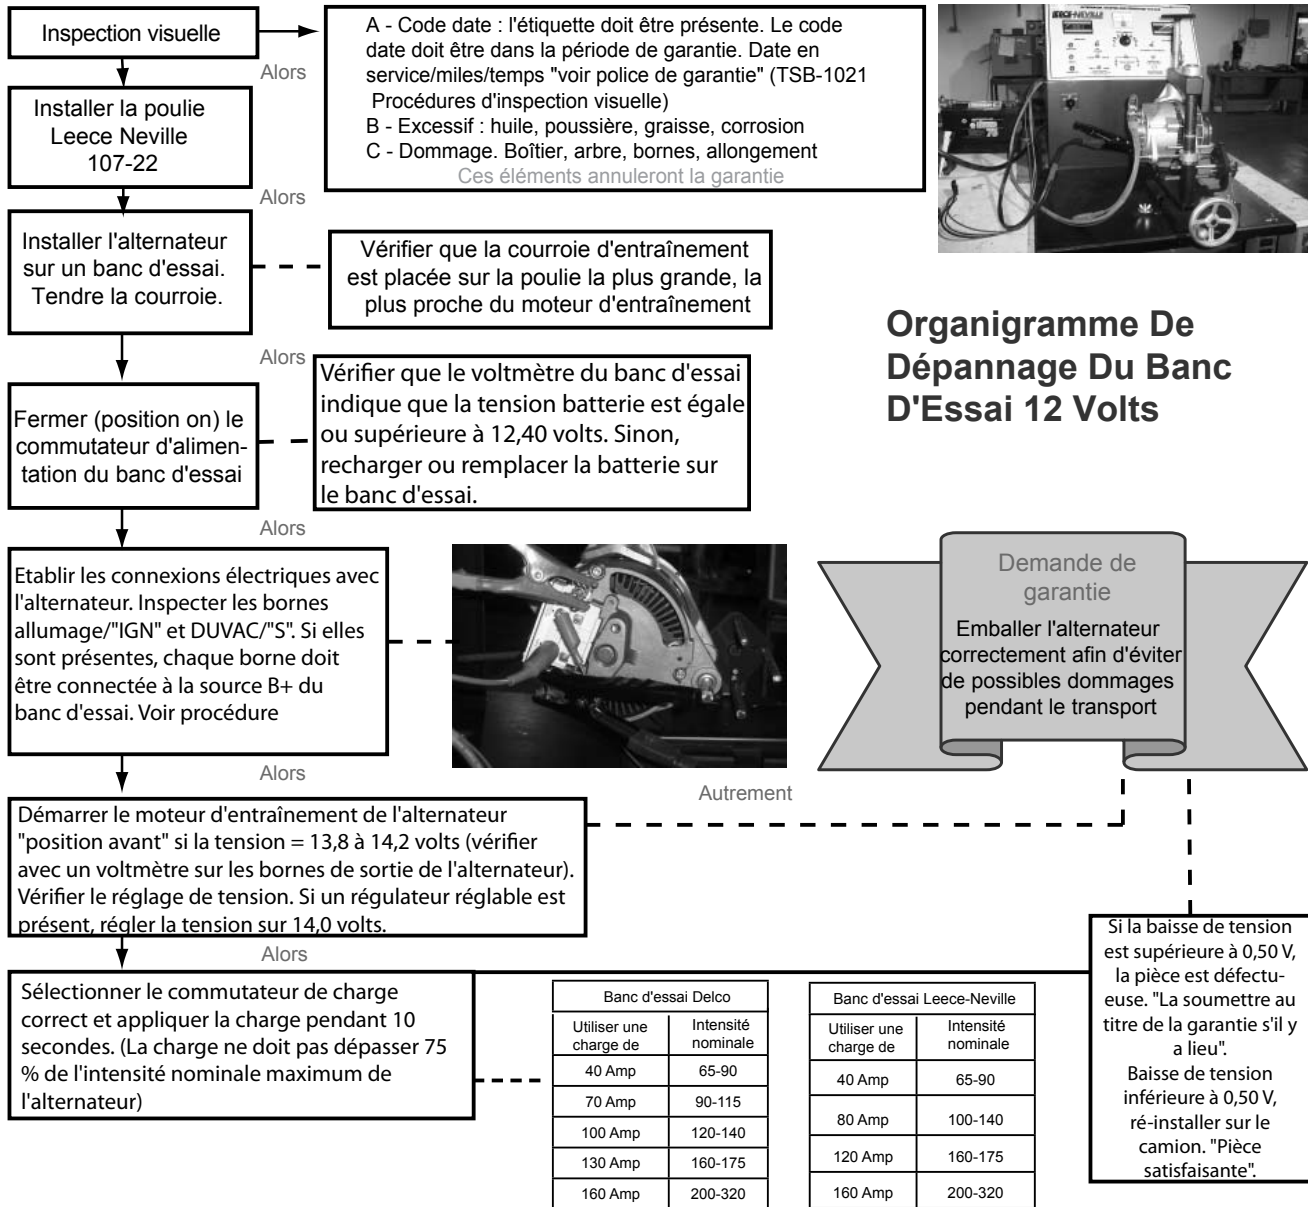 Inspection visuelle
Alors
A - Code date : l'étiquette doit être présente. Le code
date doit être dans la période de garantie. Date en
service/miles/temps "voir police de garantie" (TSB-1021
Procédures d'inspection visuelle)
B - Excessif : huile, poussière, graisse, corrosion
C - Dommage. Boîtier, arbre, bornes, allongement
Ces éléments annuleront la garantie
LEECE-NEVILLE
Installer la poulie
Leece Neville
107-22
Alors
Installer l'alternateur
sur un banc d'essai.
Tendre la courroie.
Vérifier que la courroie d'entraînement
est placée sur la poulie la plus grande, la
plus proche du moteur d'entraînement
Organigramme De
Dépannage Du Banc
D'Essai 12 Volts
Alors
Fermer (position on) le
commutateur d'alimen-
tation du banc d'essai
Vérifier que le voltmètre du banc d'essai
indique que la tension batterie est égale
ou supérieure à 12,40 volts. Sinon,
recharger ou remplacer la batterie sur
le banc d'essai.
Alors
Etablir les connexions électriques avec
l'alternateur. Inspecter les bornes
allumage/"IGN" et DUVAC/"S". Si elles
sont présentes, chaque borne doit
être connectée à la source B+ du
banc d'essai. Voir procédure
Demande de
garantie
Emballer l'alternateur
correctement afin d'éviter
de possibles dommages
pendant le transport
Alors
Autrement
Démarrer le moteur d'entraînement de l'alternateur
"position avant" si la tension = 13,8 à 14,2 volts (vérifier
avec un voltmètre sur les bornes de sortie de l'alternateur).
Vérifier le réglage de tension. Si un régulateur réglable est
présent, régler la tension sur 14,0 volts.
Alors
Sélectionner le commutateur de charge
correct et appliquer la charge pendant 10
secondes. (La charge ne doit pas dépasser 75
% de l'intensité nominale maximum de
l'alternateur)
Banc d'essai Delco
Utiliser une charge de Intensité nominale
40 Amp 65-90
70 Amp 90-115
100 Amp 120-140
130 Amp 160-175
160 Amp 200-320
Banc d'essai Leece-Neville
Utiliser une charge de Intensité nominale
40 Amp 65-90
80 Amp 100-140
120 Amp 160-175
160 Amp 200-320
Si la baisse de tension
est supérieure à 0,50 V,
la pièce est défectu-
euse. "La soumettre au
titre de la garantie s'il y
a lieu".
Baisse de tension
inférieure à 0,50 V,
ré-installer sur le
camion. "Pièce
satisfaisante".